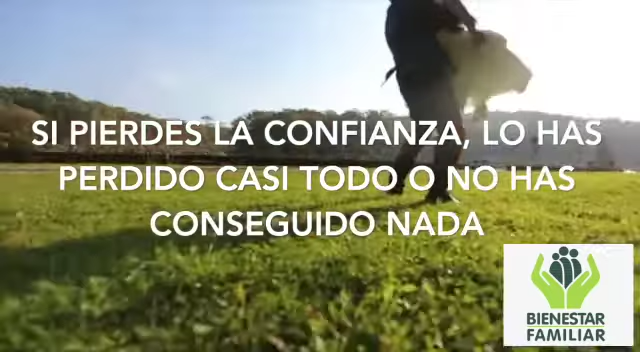 SI PIERDES LA CONFIANZA, LO HAS
PERDIDO CASI TODO O NO HAS
CONSEGUIDO NADA
BIENESTAR
FAMILIAR